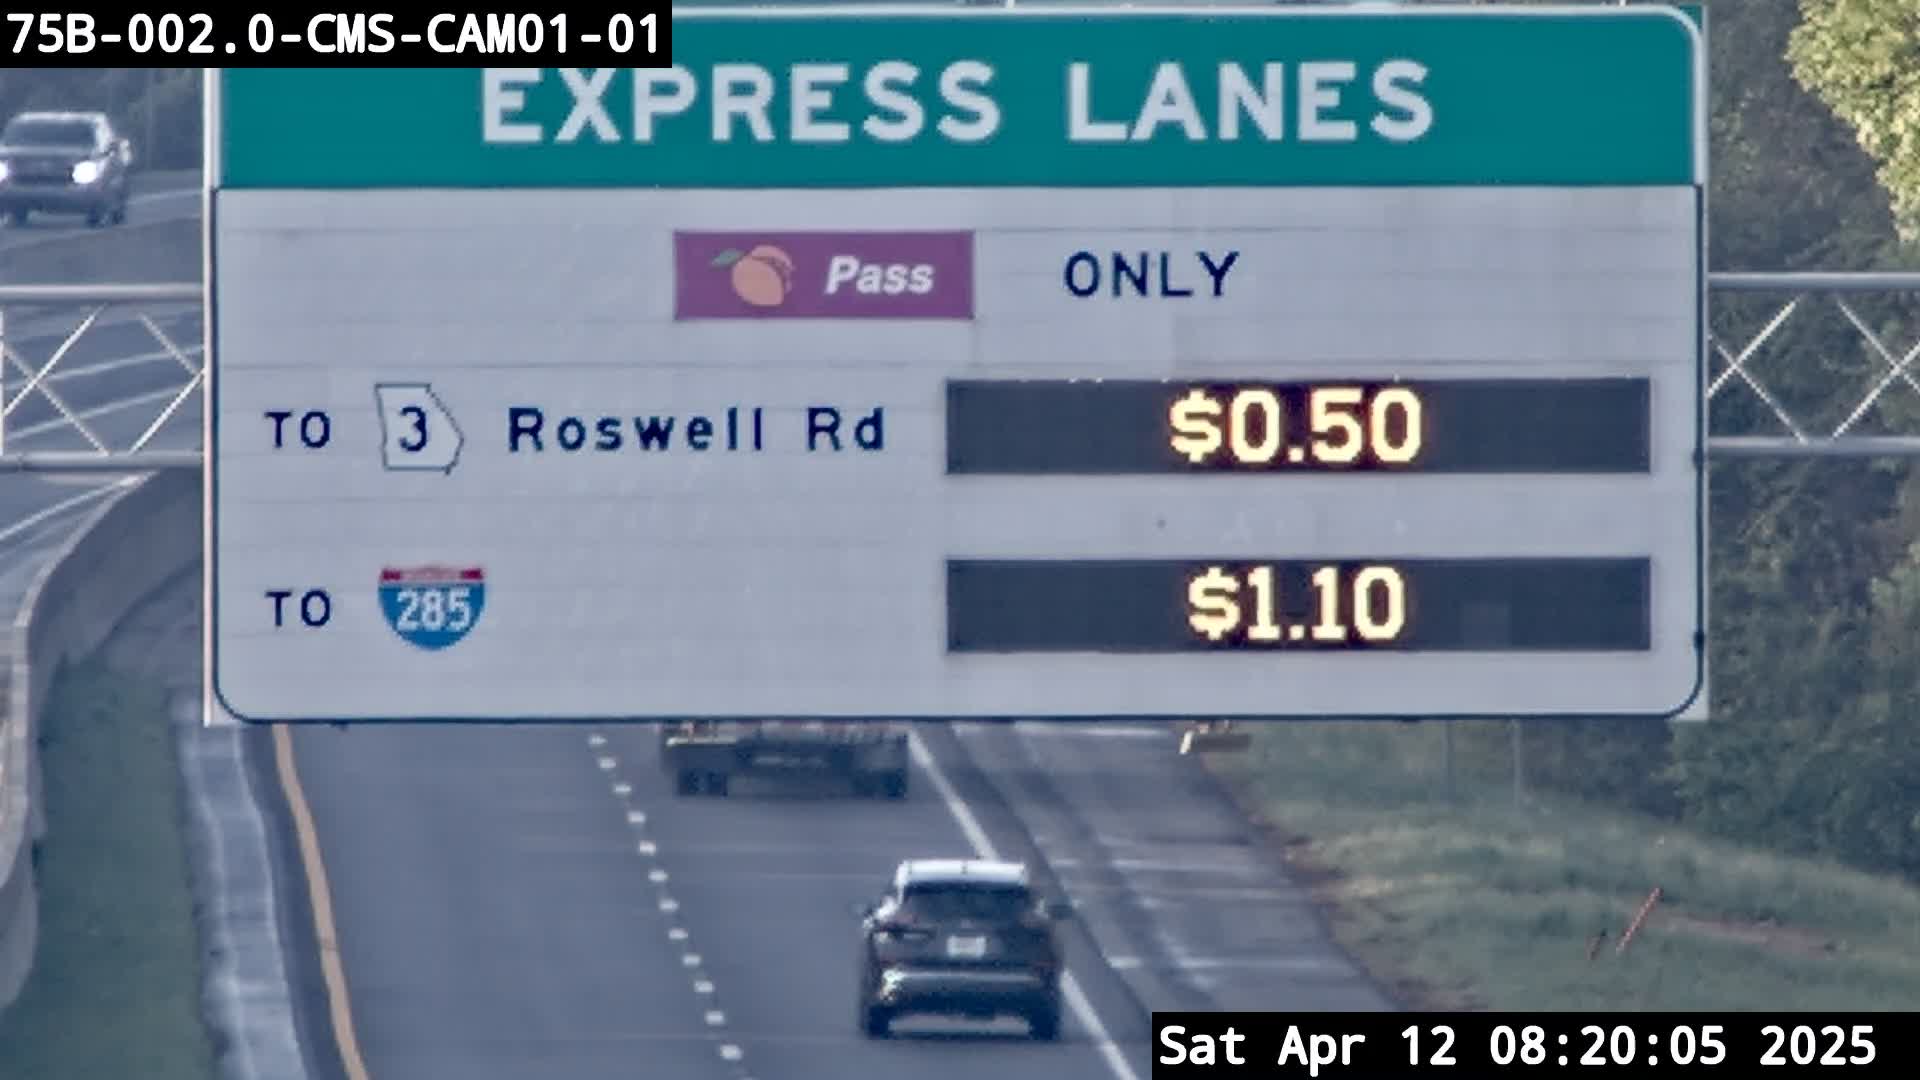 75B-002.0-CMS-CAM01-01
EXPRESS LANES
Pass ONLY
TO 3 Roswell Rd $0.50
TO 285 $1.10
Sat Apr 12 08:20:05 2025